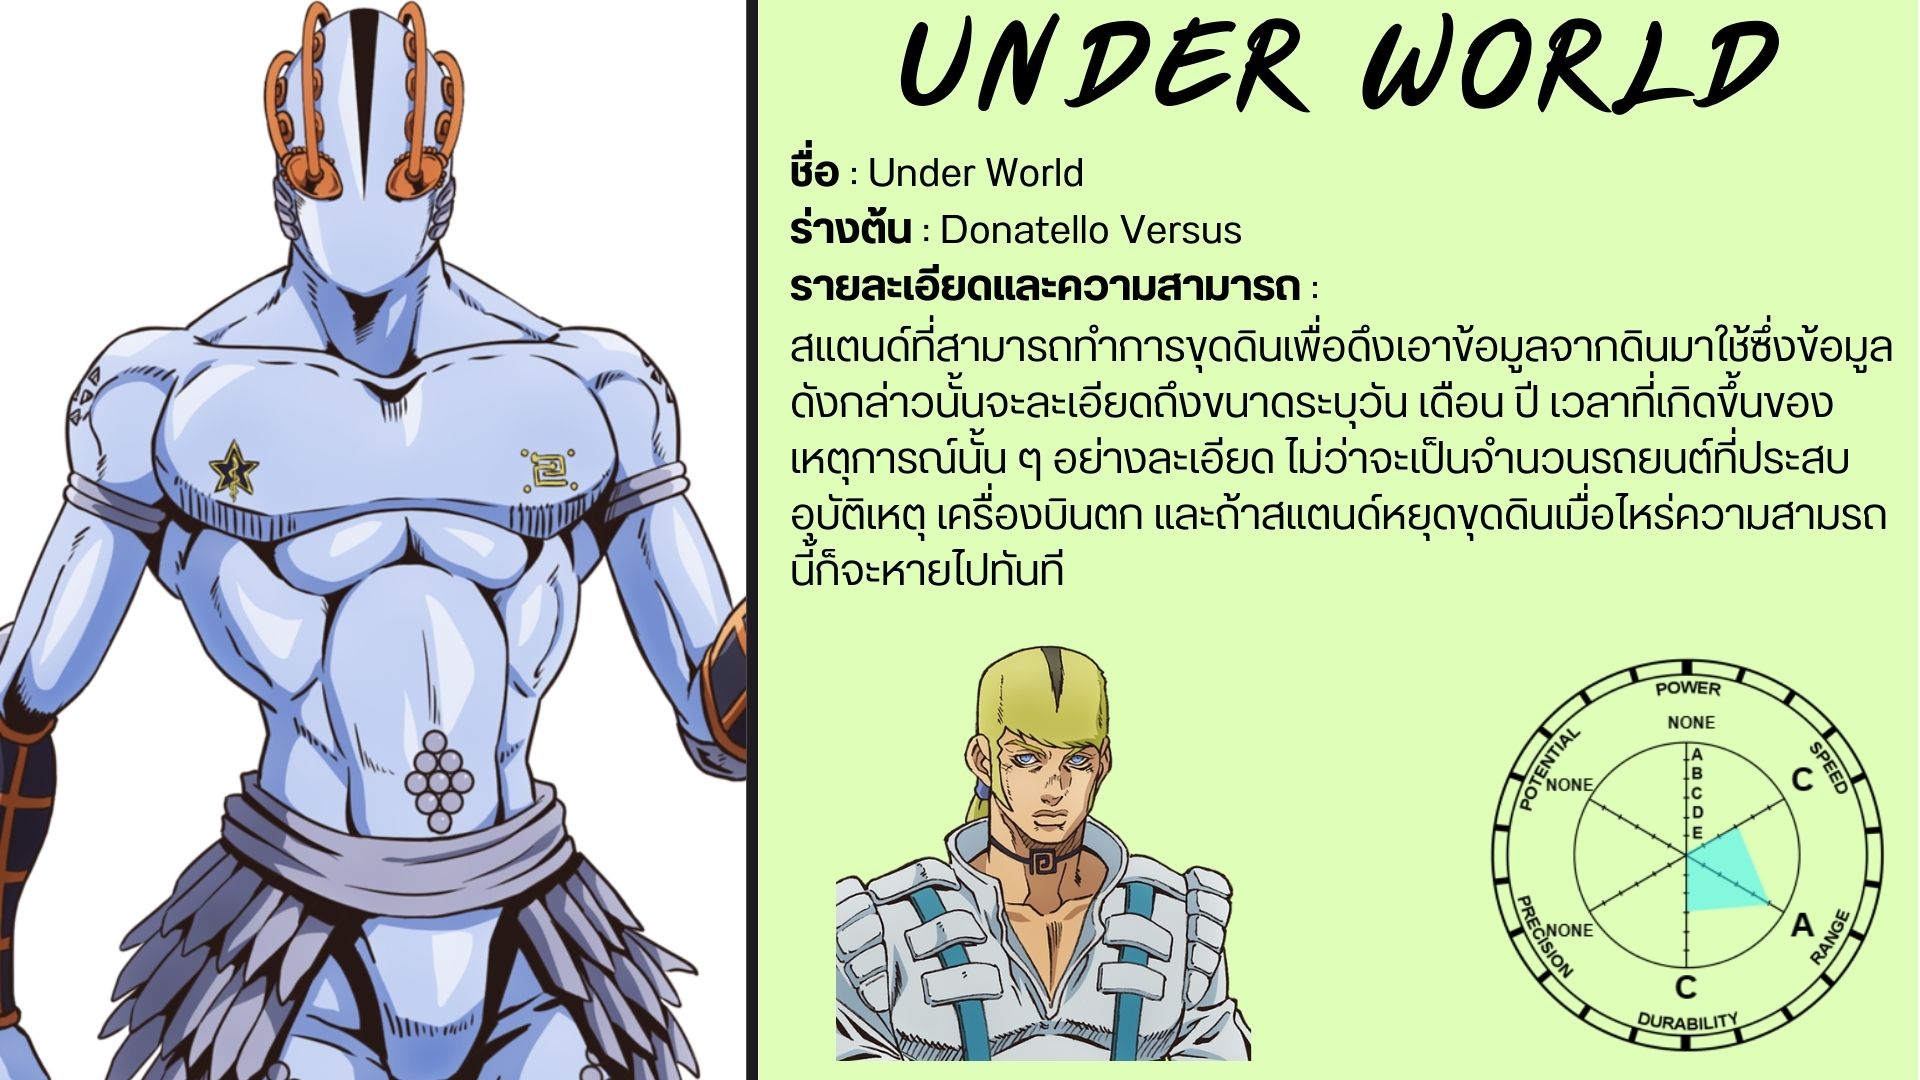 UNDER WORLD
ชื่อ : Under World
ร่างต้น : Donatello Versus
รายละเอียดและความสามารถ :
สแตนด์ที่สามารถทำการขุดดินเพื่อดึงเอาข้อมูลจากดินมาใช้ซึ่งข้อมูล
ดังกล่าวนั้นจะละเอียดถึงขนาดระบุวัน เดือน ปี เวลาที่เกิดขึ้นของ
เหตุการณ์นั้น ๆ อย่างละเอียด ไม่ว่าจะเป็นจำนวนรถยนต์ที่ประสบ
อุบัติเหตุ เครื่องบินตก และถ้าสแตนด์หยุดขุดดินเมื่อไหร่ความสามรถ
นี้ก็จะหายไปทันที
POWER
NONE
SPEED
C
RANGE
A
DURABILITY
C
PRECISION
NONE
POTENTIAL
NONE
A
B
C
D
E